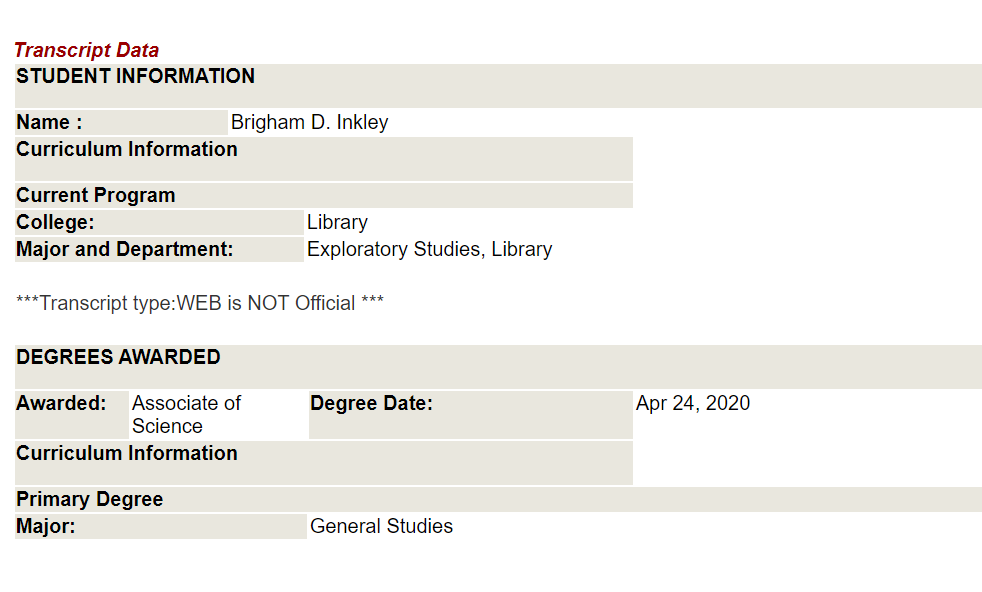 Transcript Data
STUDENT INFORMATION
Name : Brigham D. Inkley
Curriculum Information
Current Program
College: Library
Major and Department: Exploratory Studies, Library
***Transcript type:WEB is NOT Official ***
DEGREES AWARDED
Awarded: Associate of Science Degree Date: Apr 24, 2020
Curriculum Information
Primary Degree
Major: General Studies